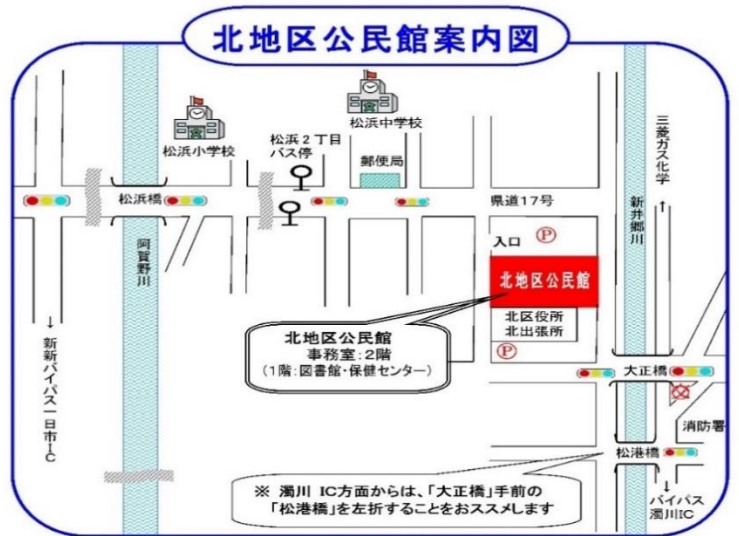 北地区公民館案内図
松浜中学校
松浜小学校
松浜2丁目
バス停
郵便局
三菱ガス化学
↑
松浜橋
県道17号
新井郷川
入口 Ⓟ
阿賀野川
北地区公民館
北区役所
北出張所
Ⓟ
北地区公民館
事務室:2階
(1階:図書館・保健センター)
↓
新新バイパス一日市IC
大正橋
消防署
松港橋
※ 濁川 IC方面からは、「大正橋」手前の
「松港橋」を左折することをおススメします
↓
バイパス
濁川IC